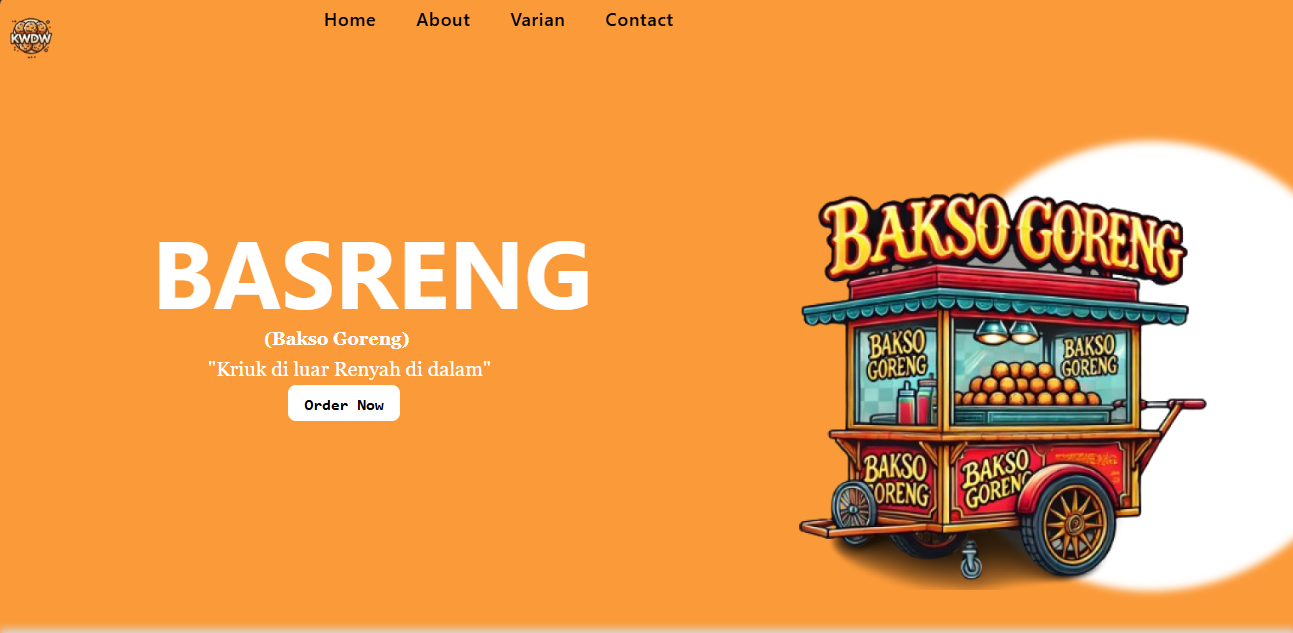 KWDW
Home About Varian Contact
BASRENG
(Bakso Goreng)
"Kriuk di luar Renyah di dalam"
Order Now
BAKSO GORENG
BAKSO
GORENG
BAKSO
GORENG
BAKSO
GORENG
BAKSO
GORENG